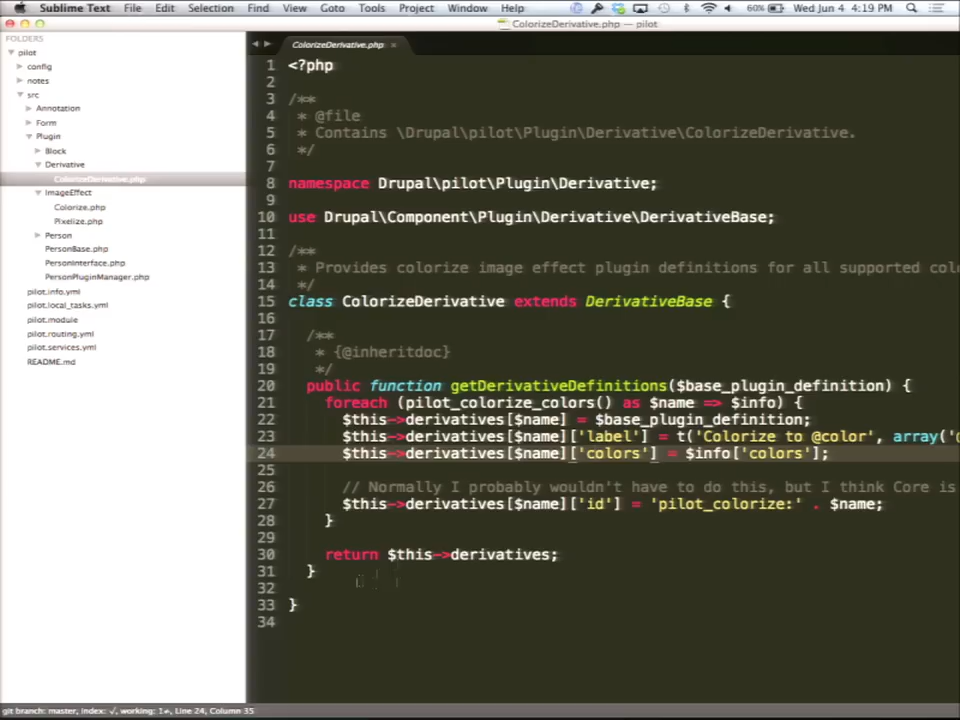 Sublime Text File Edit Selection Find View Goto Tools Project Window Help 60% Wed Jun 4 4:19 PM
ColorizeDerivative.php — pilot
FOLDERS
pilot
config
notes
src
Annotation
Form
Plugin
Block
Derivative
ColorizeDerivative.php
ImageEffect
Colorize.php
Pixelize.php
Person
PersonBase.php
PersonInterface.php
PersonPluginManager.php
pilot.info.yml
pilot.local_tasks.yml
pilot.module
pilot.routing.yml
pilot.services.yml
README.md
ColorizeDerivative.php ×
1 <?php
2
3 /**
4  * @file
5  * Contains \Drupal\pilot\Plugin\Derivative\ColorizeDerivative.
6  */
7
8 namespace Drupal\pilot\Plugin\Derivative;
9
10 use Drupal\Component\Plugin\Derivative\DerivativeBase;
11
12 /**
13  * Provides colorize image effect plugin definitions for all supported col
14  */
15 class ColorizeDerivative extends DerivativeBase {
16
17   /**
18    * {@inheritdoc}
19    */
20   public function getDerivativeDefinitions($base_plugin_definition) {
21     foreach (pilot_colorize_colors() as $name => $info) {
22       $this->derivatives[$name] = $base_plugin_definition;
23       $this->derivatives[$name]['label'] = t('Colorize to @color', array('@
24       $this->derivatives[$name]['colors'] = $info['colors'];
25
26       // Normally I probably wouldn't have to do this, but I think Core is
27       $this->derivatives[$name]['id'] = 'pilot_colorize:' . $name;
28     }
29
30     return $this->derivatives;
31   }
32
33 }
34
git branch: master, index: ✓, working: 1≠, Line 24, Column 35